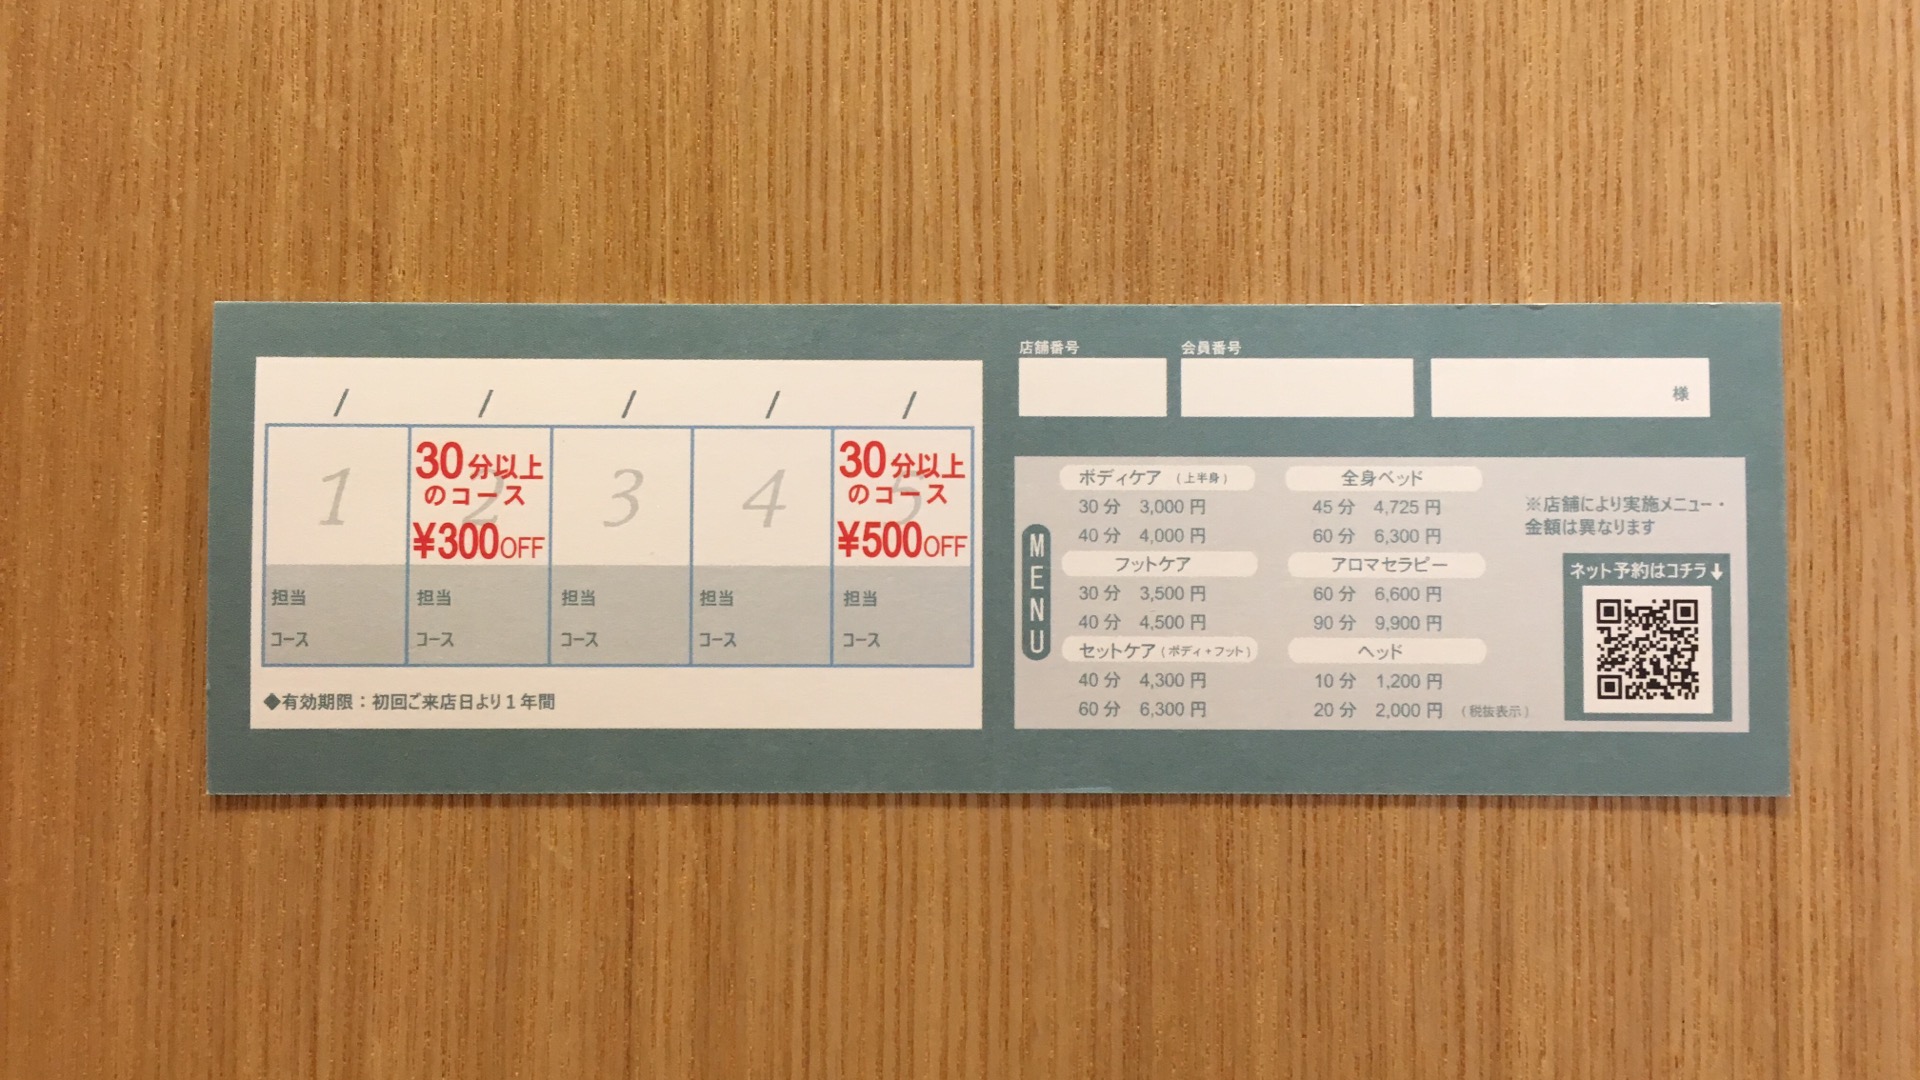 / / / / /
1 2 3 4 5
30分以上
のコース
¥300OFF
30分以上
のコース
¥500OFF
担当 担当 担当 担当 担当
コース コース コース コース コース
◆有効期限：初回ご来店日より1年間
店舗番号 会員番号
様
MENU
ボディケア（上半身）
30分 3,000円
40分 4,000円
フットケア
30分 3,500円
40分 4,500円
セットケア（ボディ+フット）
40分 4,300円
60分 6,300円
全身ベッド
45分 4,725円
60分 6,300円
アロマセラピー
60分 6,600円
90分 9,900円
ヘッド
10分 1,200円
20分 2,000円（税抜表示）
※店舗により実施メニュー・
金額は異なります
ネット予約はコチラ↓